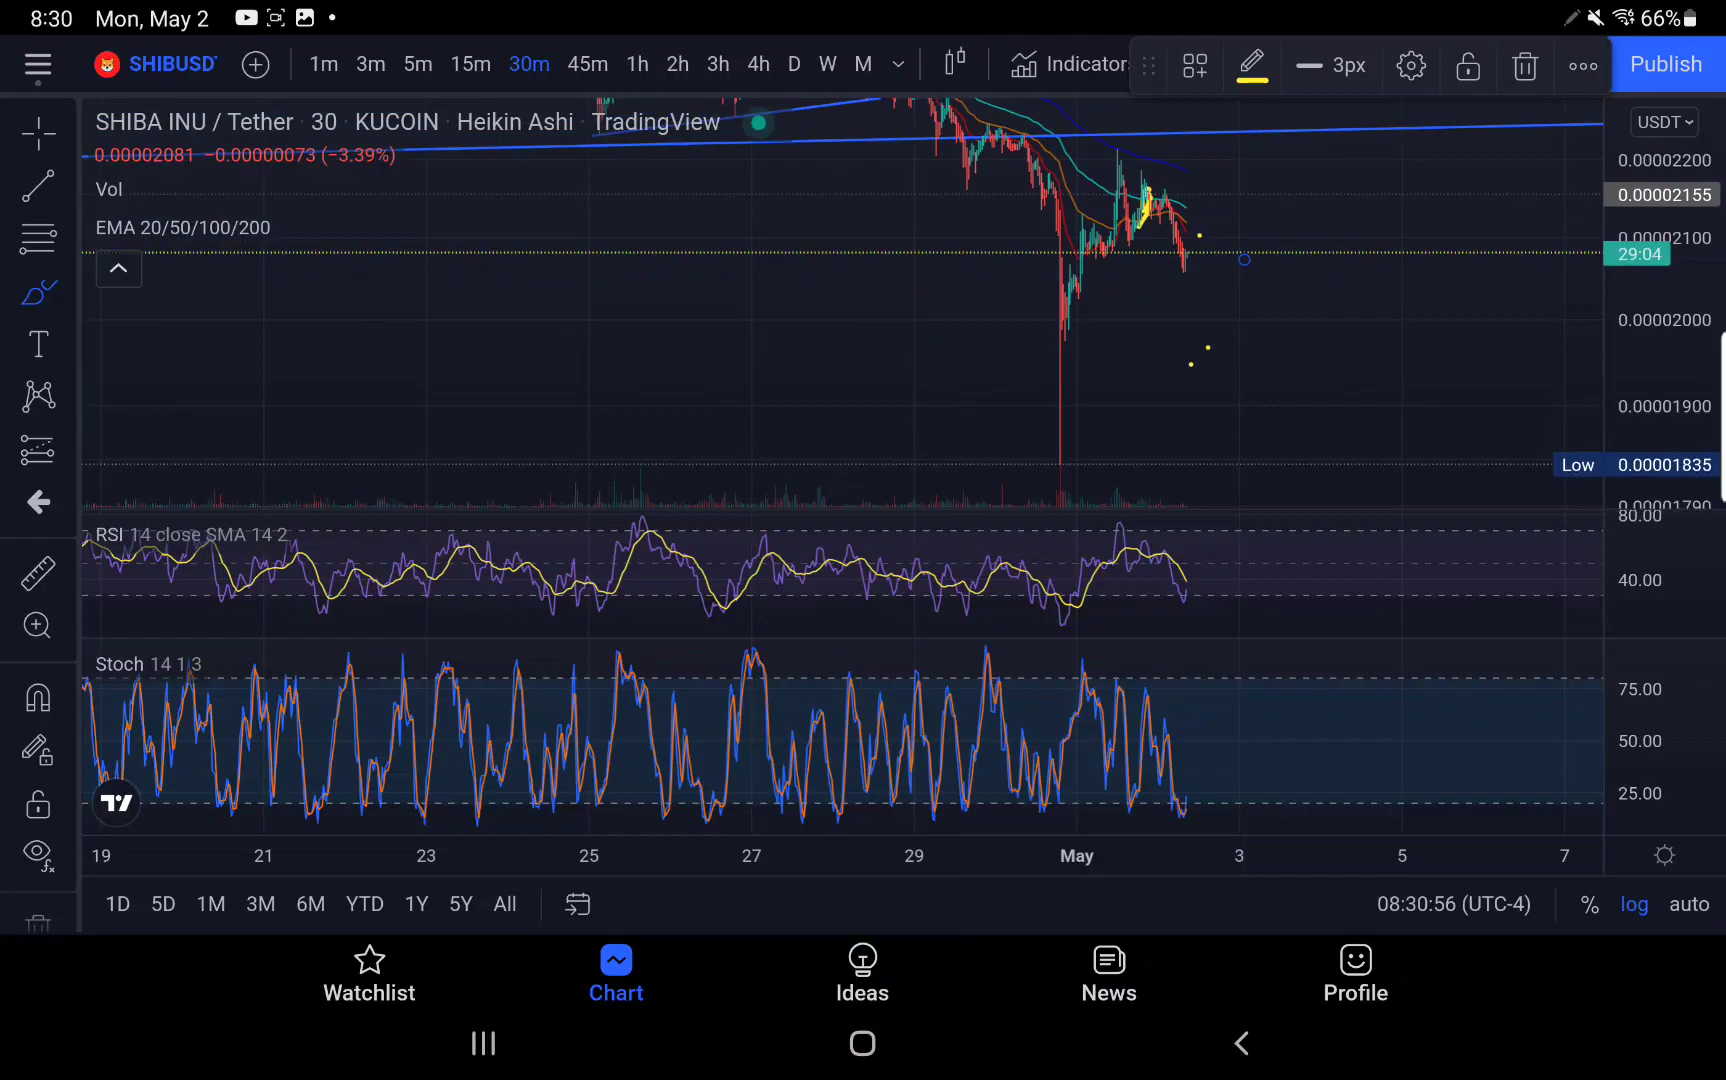 8:30 Mon, May 2 66%
SHIBUSDT 1m 3m 5m 15m 30m 45m 1h 2h 3h 4h D W M Indicators 3px Publish
SHIBA INU / Tether · 30 · KUCOIN · Heikin Ashi · TradingView
USDT
0.00002081 −0.00000073 (−3.39%)
0.00002200
Vol
0.00002155
EMA 20/50/100/200
0.00002100
29:04
0.00002000
0.00001900
Low 0.00001835
0.00001790
80.00
RSI 14 close SMA 14 2
40.00
Stoch 14 1 3
75.00
50.00
25.00
19 21 23 25 27 29 May 3 5 7
1D 5D 1M 3M 6M YTD 1Y 5Y All 08:30:56 (UTC-4) % log auto
Watchlist Chart Ideas News Profile